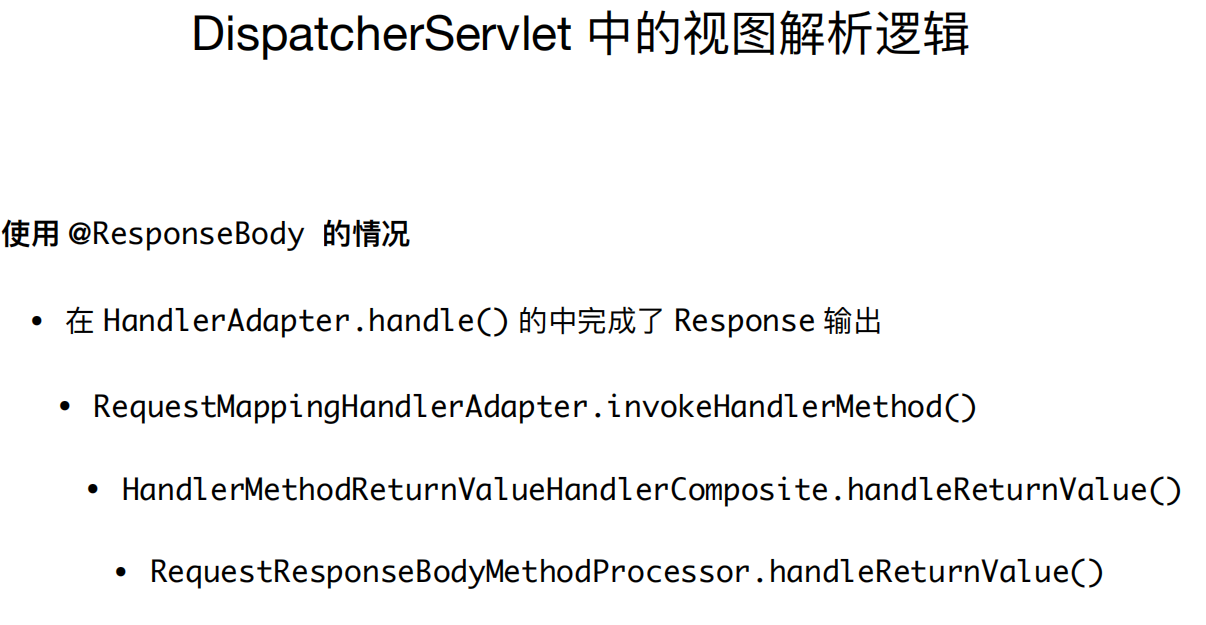 DispatcherServlet 中的视图解析逻辑
使用 @ResponseBody 的情况
• 在 HandlerAdapter.handle() 的中完成了 Response 输出
• RequestMappingHandlerAdapter.invokeHandlerMethod()
• HandlerMethodReturnValueHandlerComposite.handleReturnValue()
• RequestResponseBodyMethodProcessor.handleReturnValue()